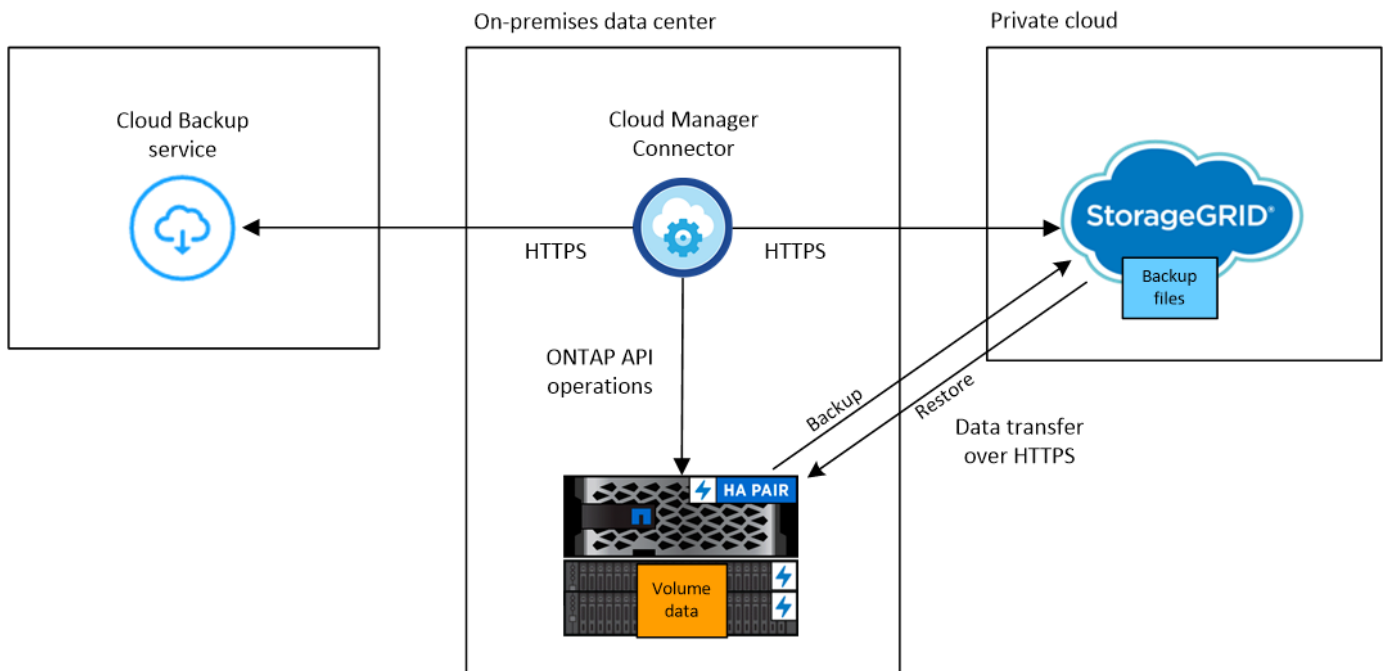 On-premises data center
Private cloud
Cloud Backup
service
Cloud Manager
Connector
StorageGRID®
Backup
files
HTTPS
HTTPS
ONTAP API
operations
Backup
Restore
Data transfer
over HTTPS
HA PAIR
Volume
data